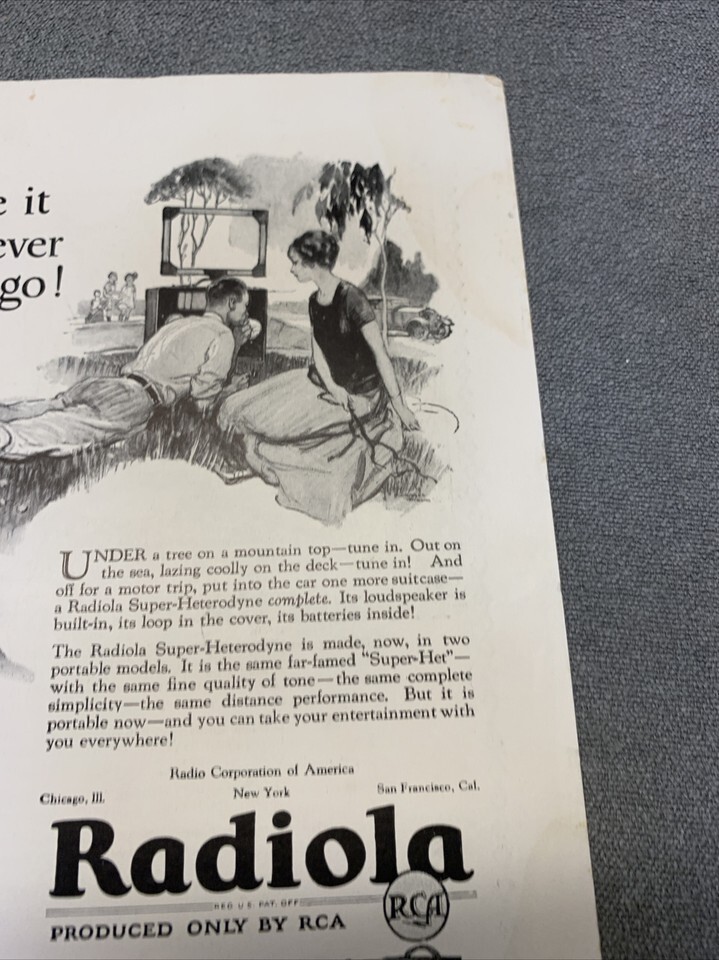 e it
ever
go!
UNDER a tree on a mountain top—tune in. Out on
the sea, lazing coolly on the deck—tune in! And
off for a motor trip, put into the car one more suitcase—
a Radiola Super-Heterodyne complete. Its loudspeaker is
built-in, its loop in the cover, its batteries inside!
The Radiola Super-Heterodyne is made, now, in two
portable models. It is the same far-famed "Super-Het"—
with the same fine quality of tone—the same complete
simplicity—the same distance performance. But it is
portable now—and you can take your entertainment with
you everywhere!
Radio Corporation of America
Chicago, Ill. New York San Francisco, Cal.
Radiola
REG U.S. PAT. OFF
PRODUCED ONLY BY RCA
RCA